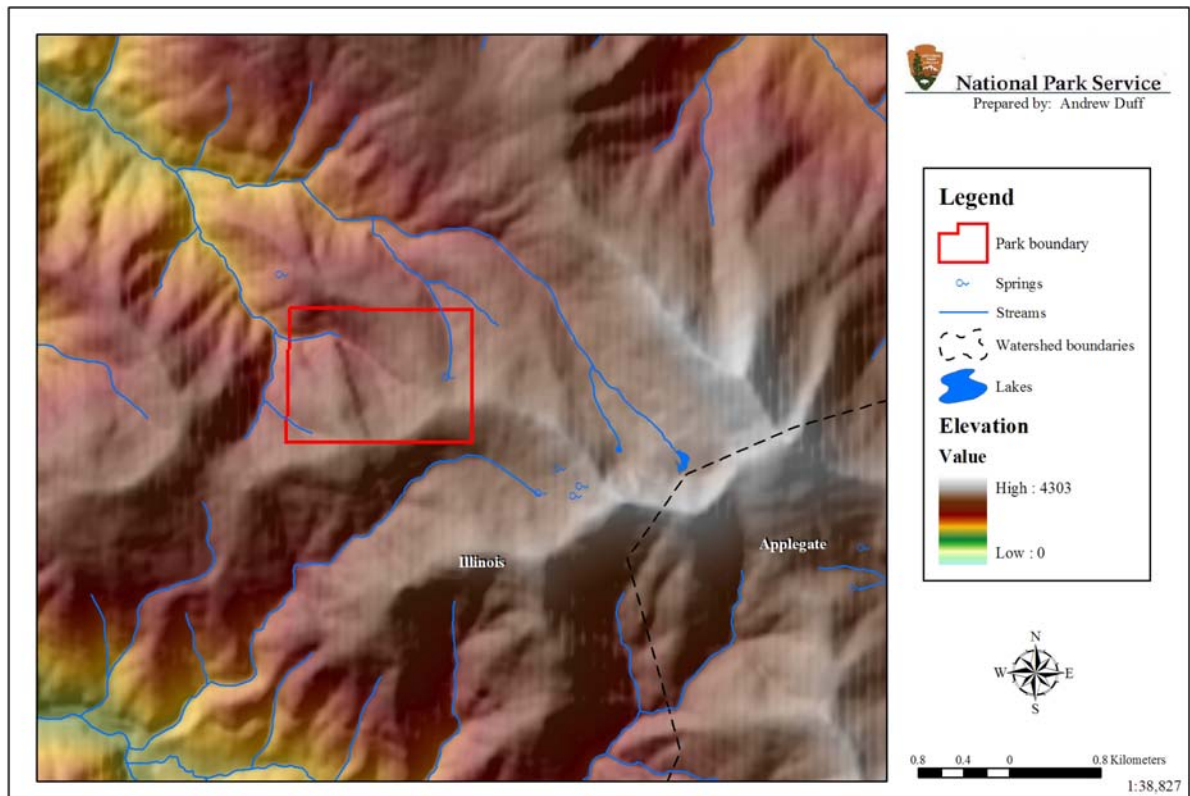 National Park Service
Prepared by: Andrew Duff
Legend
Park boundary
Springs
Streams
Watershed boundaries
Lakes
Elevation
Value
High : 4303
Low : 0
Illinois
Applegate
N
W E
S
0.8 0.4 0 0.8 Kilometers
1:38,827